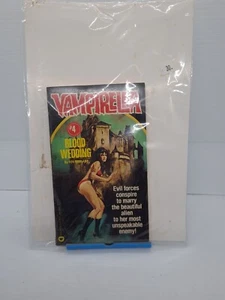 VAMPIRELLA
#4
BLOOD
WEDDING
Evil forces
conspire
to marry
the beautiful
alien
to her most
unspeakable
enemy!